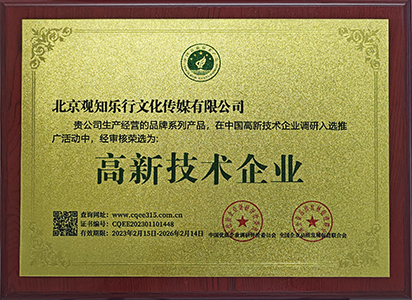 北京观知乐行文化传媒有限公司
贵公司生产经营的品牌系列产品，在中国高新技术企业调研入选推
广活动中，经审核荣选为：
高新技术企业
查询网址：www.cqee315.com.cn
证书编号：CQEE202301101448
有效期限：2023年2月15日-2026年2月14日